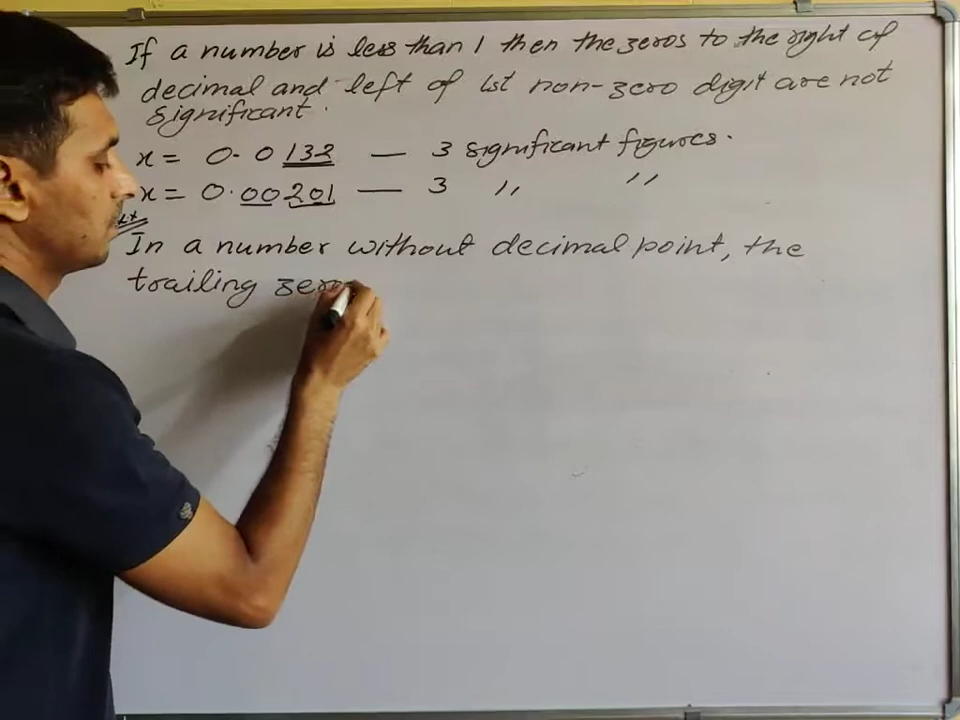 If a number is less than 1 then the zeros to the right of
decimal and left of 1st non-zero digit are not
significant.
x = 0.0132 — 3 significant figures.
x = 0.00201 — 3 〃 〃
In a number without decimal point, the
trailing zero